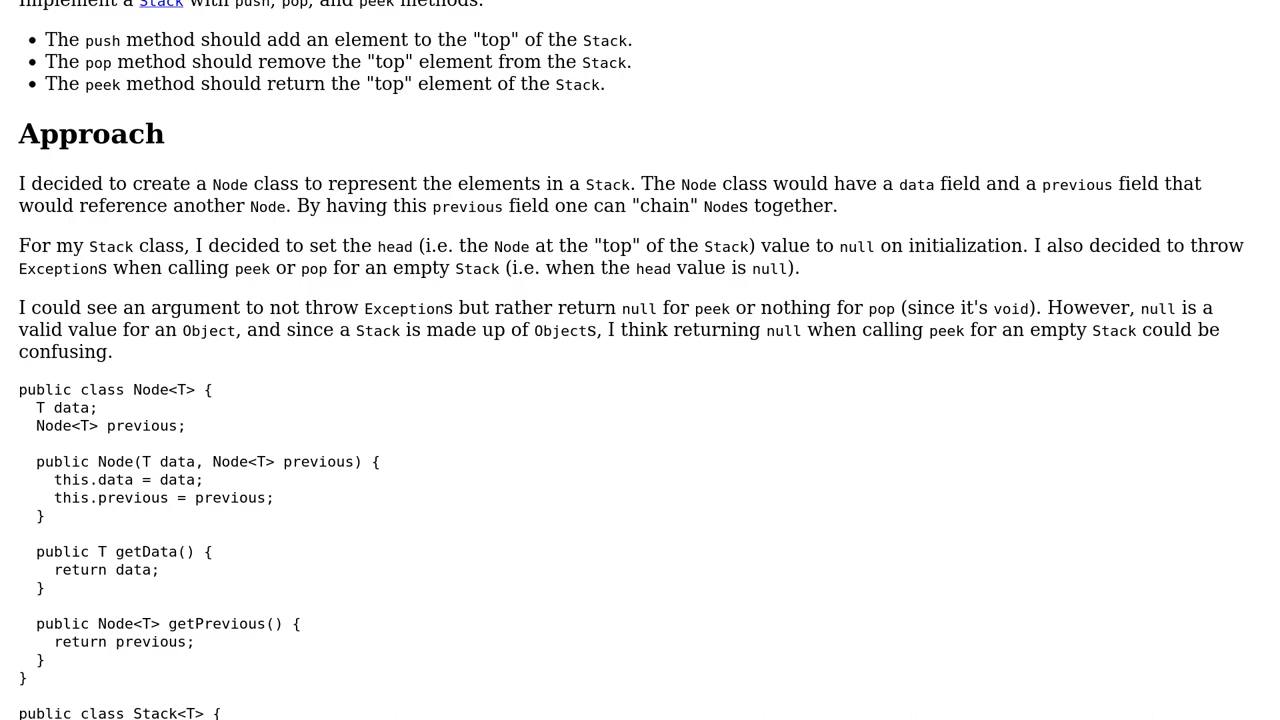 Implement a Stack with push, pop, and peek methods.
The push method should add an element to the "top" of the Stack.
The pop method should remove the "top" element from the Stack.
The peek method should return the "top" element of the Stack.
Approach
I decided to create a Node class to represent the elements in a Stack. The Node class would have a data field and a previous field that
would reference another Node. By having this previous field one can "chain" Nodes together.
For my Stack class, I decided to set the head (i.e. the Node at the "top" of the Stack) value to null on initialization. I also decided to throw
Exceptions when calling peek or pop for an empty Stack (i.e. when the head value is null).
I could see an argument to not throw Exceptions but rather return null for peek or nothing for pop (since it's void). However, null is a
valid value for an Object, and since a Stack is made up of Objects, I think returning null when calling peek for an empty Stack could be
confusing.
public class Node<T> {
  T data;
  Node<T> previous;
  public Node(T data, Node<T> previous) {
    this.data = data;
    this.previous = previous;
  }
  public T getData() {
    return data;
  }
  public Node<T> getPrevious() {
    return previous;
  }
}
public class Stack<T> {